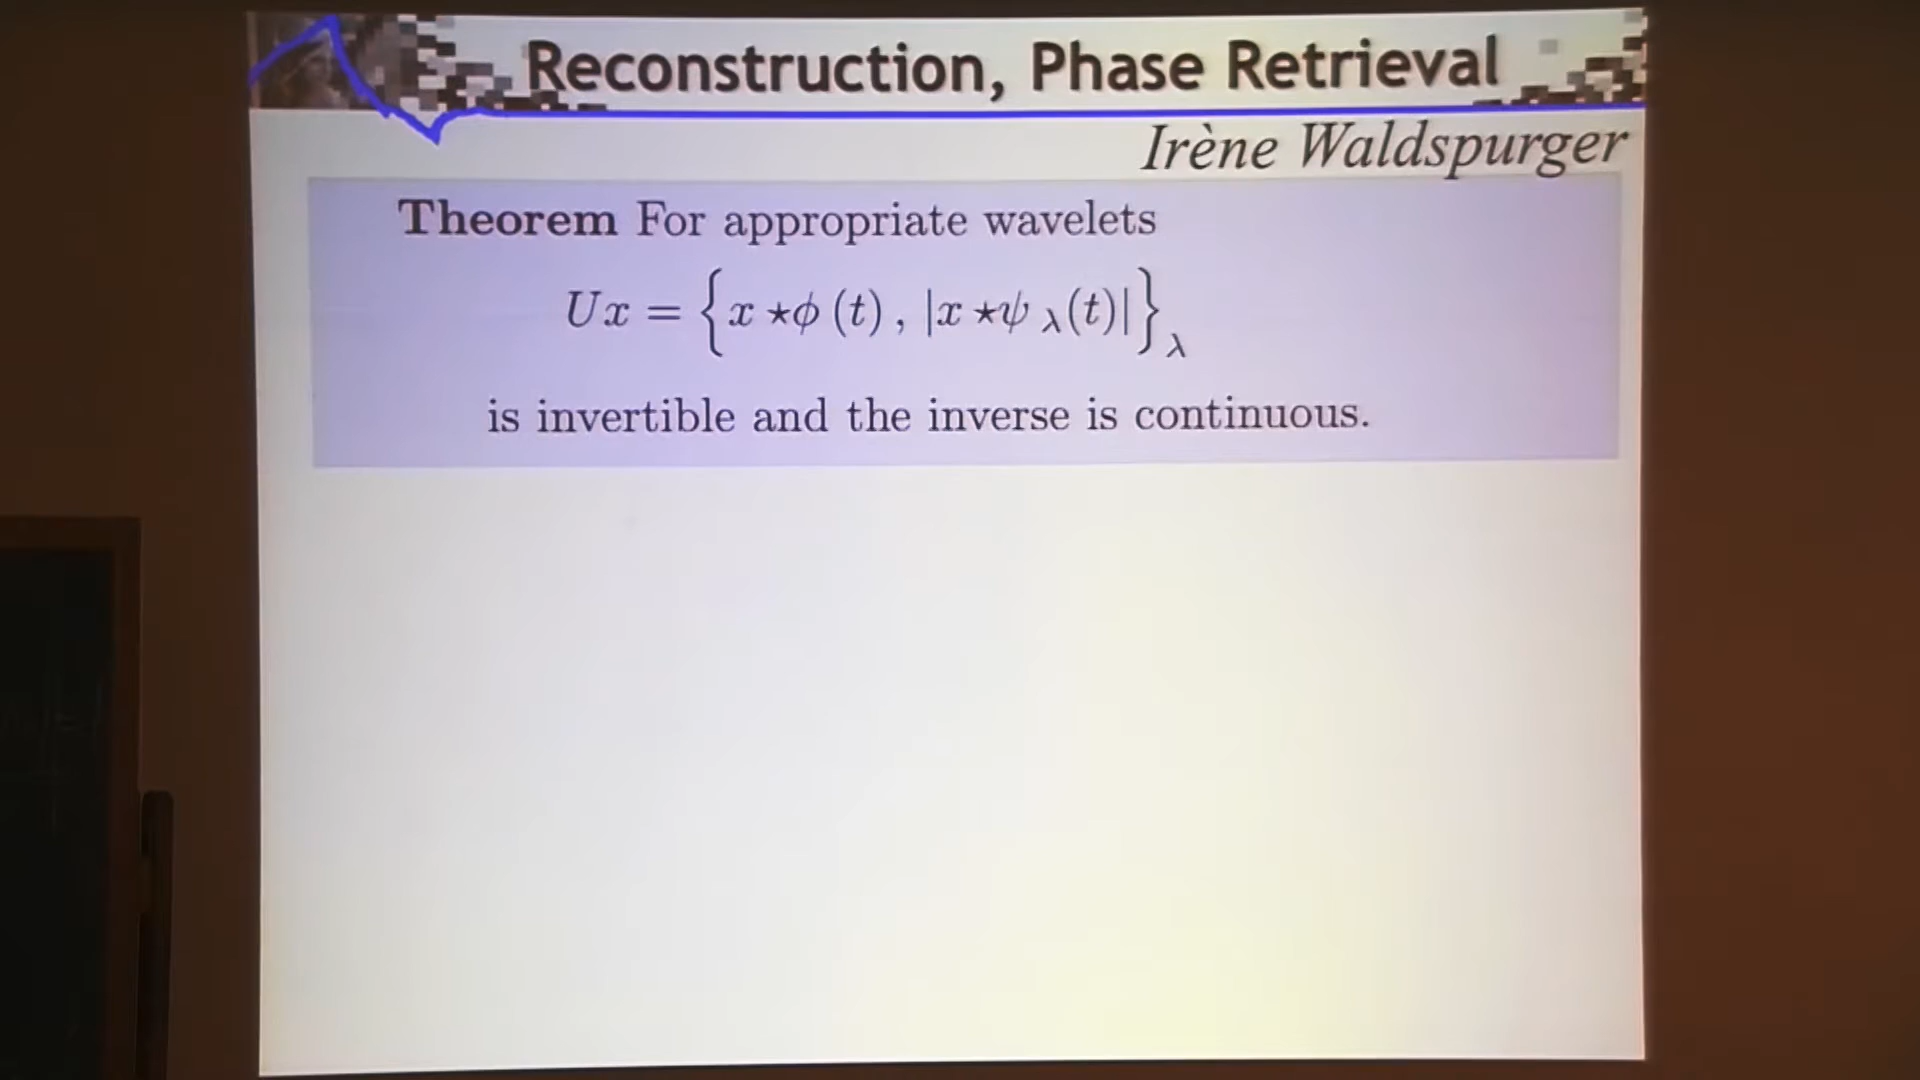 Reconstruction, Phase Retrieval
Irène Waldspurger
Theorem For appropriate wavelets
Ux = {x ⋆ϕ (t) , |x ⋆ψ λ(t)|}λ
is invertible and the inverse is continuous.